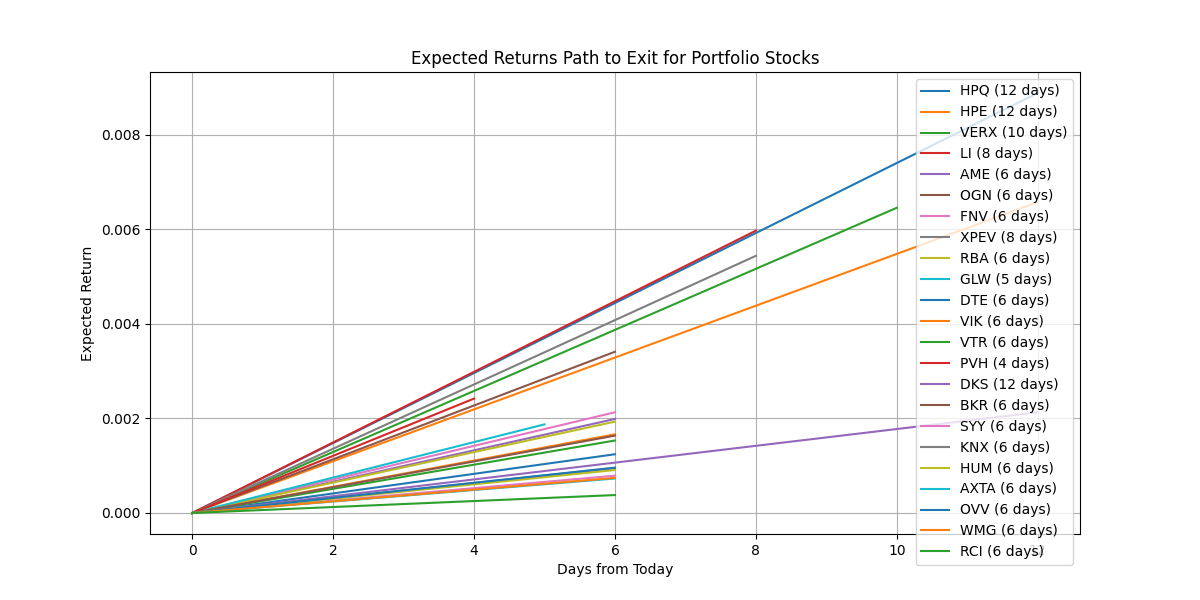 Expected Returns Path to Exit for Portfolio Stocks
Expected Return
0.008
0.006
0.004
0.002
0.000
HPQ (12 days)
HPE (12 days)
VERX (10 days)
LI (8 days)
AME (6 days)
OGN (6 days)
FNV (6 days)
XPEV (8 days)
RBA (6 days)
GLW (5 days)
DTE (6 days)
VIK (6 days)
VTR (6 days)
PVH (4 days)
DKS (12 days)
BKR (6 days)
SYY (6 days)
KNX (6 days)
HUM (6 days)
AXTA (6 days)
OVV (6 days)
WMG (6 days)
RCI (6 days)
0 2 4 6 8 10
Days from Today